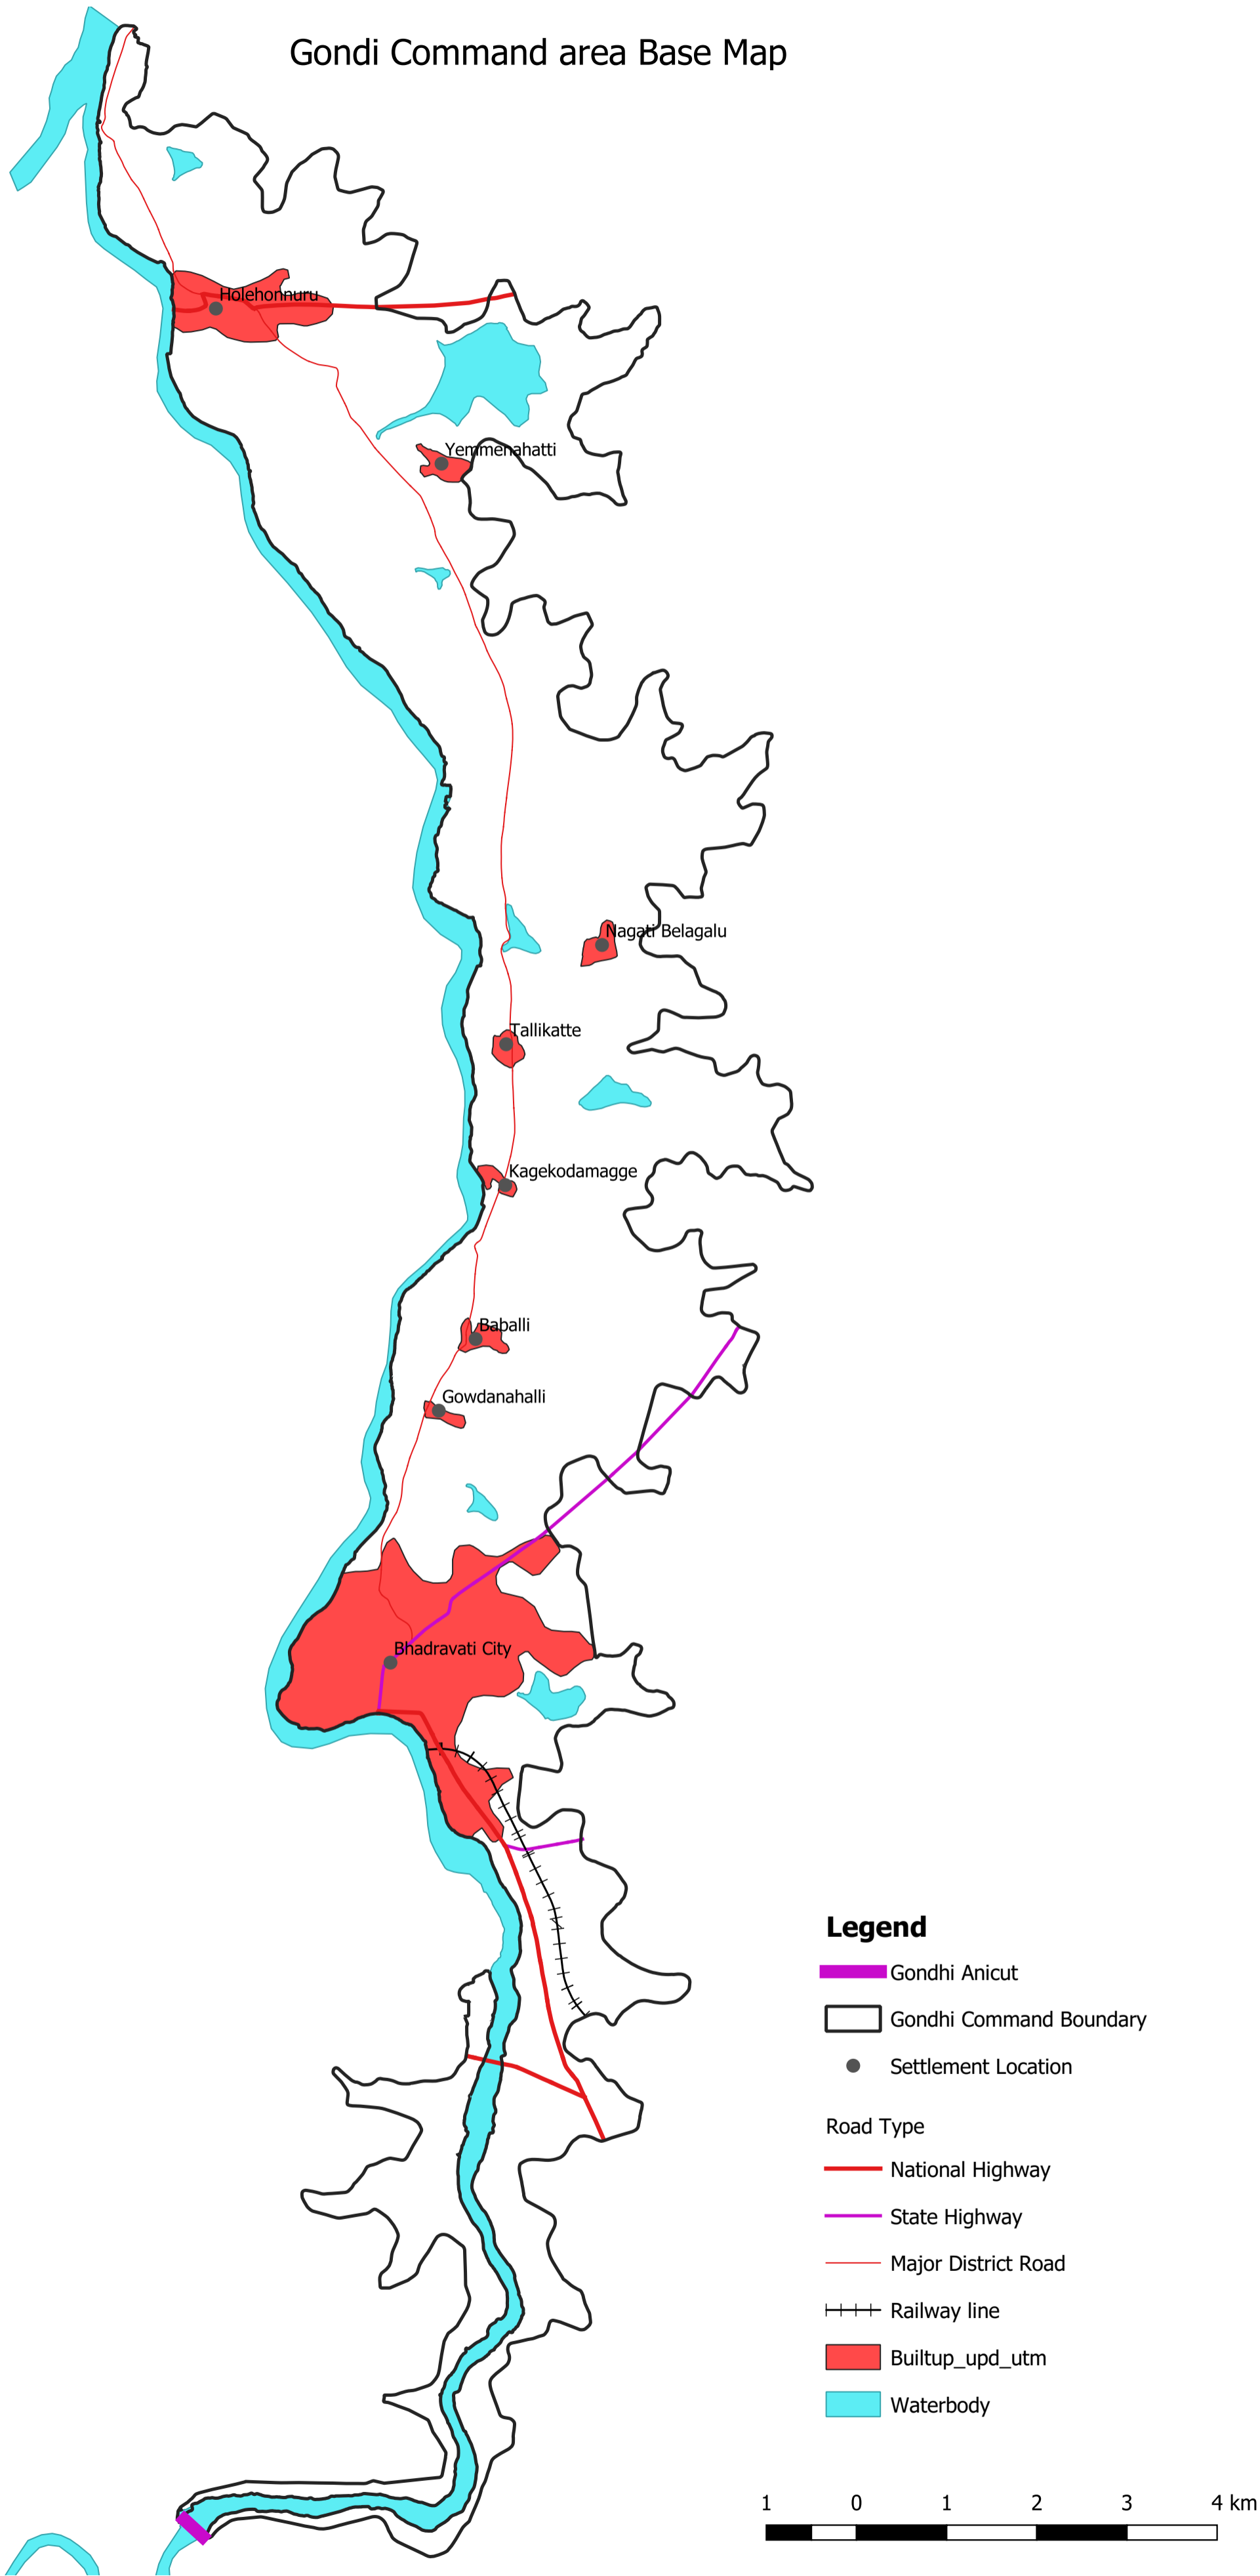 Gondi Command area Base Map
Holehonnuru
Yemmenahatti
Nagati Belagalu
Tallikatte
Kagekodamagge
Baballi
Gowdanahalli
Bhadravati City
Legend
Gondhi Anicut
Gondhi Command Boundary
Settlement Location
Road Type
National Highway
State Highway
Major District Road
Railway line
Builtup_upd_utm
Waterbody
1 0 1 2 3 4 km